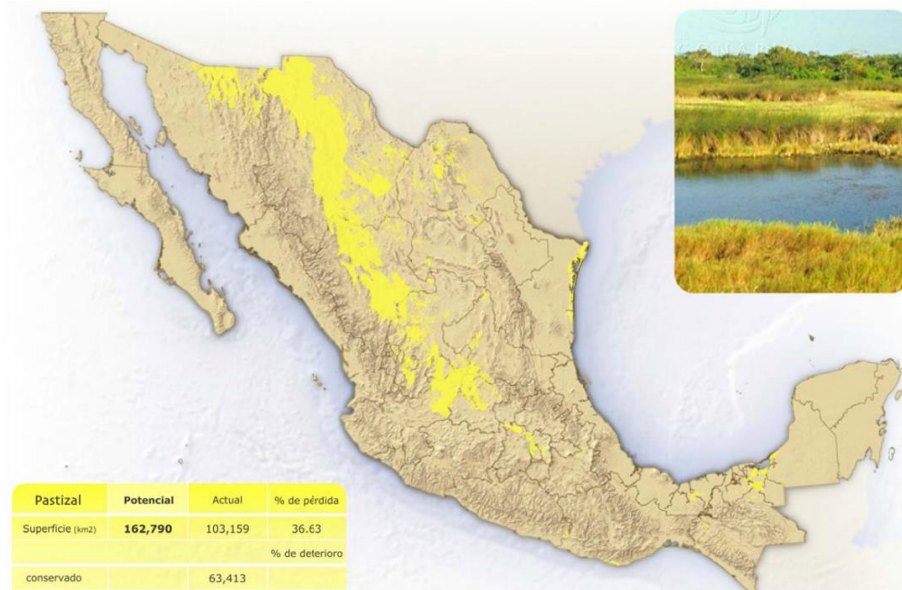 Pastizal Potencial Actual % de pérdida
Superficie (km2) 162,790 103,159 36.63
% de deterioro
conservado 63,413